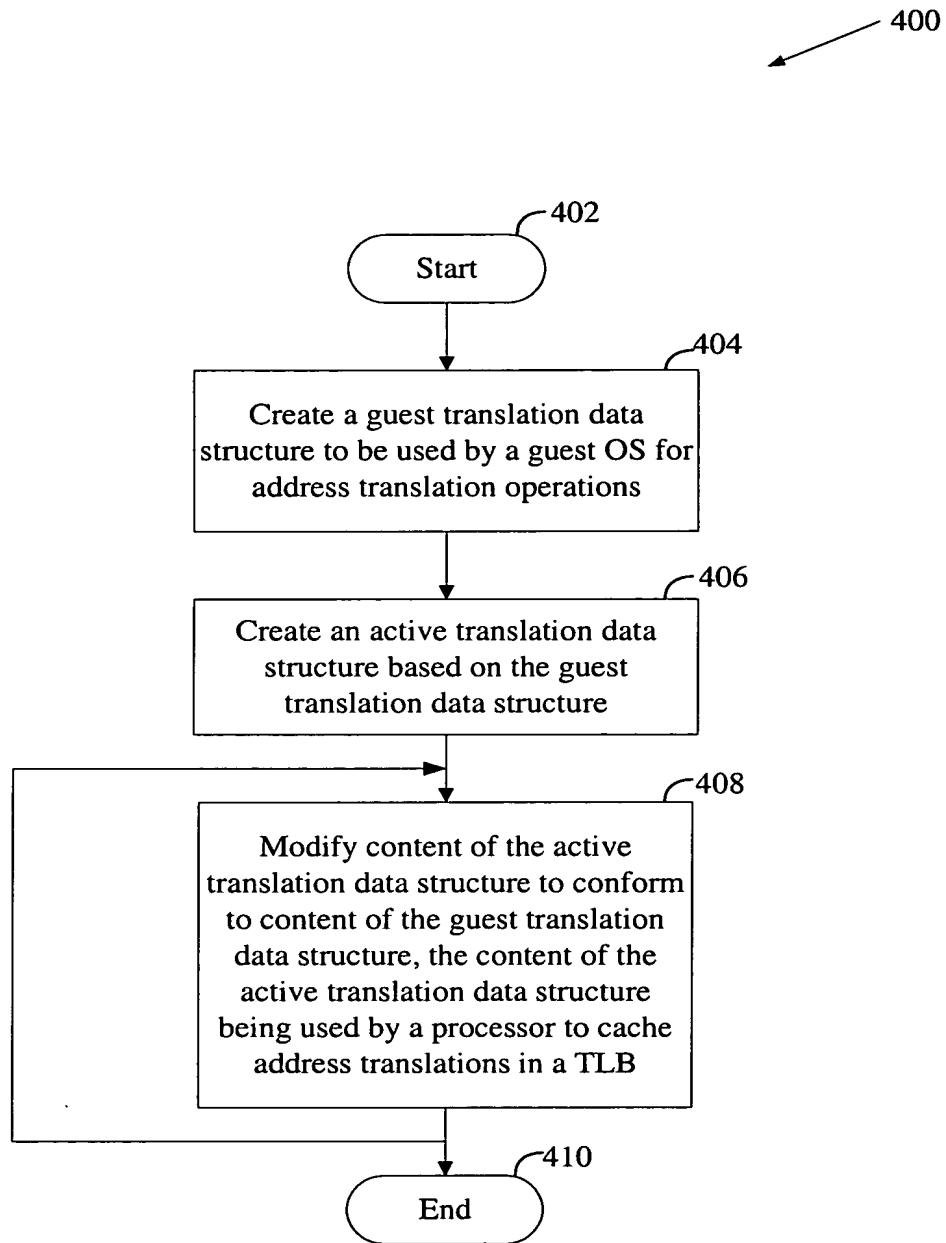 400
402
Start
404
Create a guest translation data
structure to be used by a guest OS for
address translation operations
406
Create an active translation data
structure based on the guest
translation data structure
408
Modify content of the active
translation data structure to conform
to content of the guest translation
data structure, the content of the
active translation data structure
being used by a processor to cache
address translations in a TLB
410
End